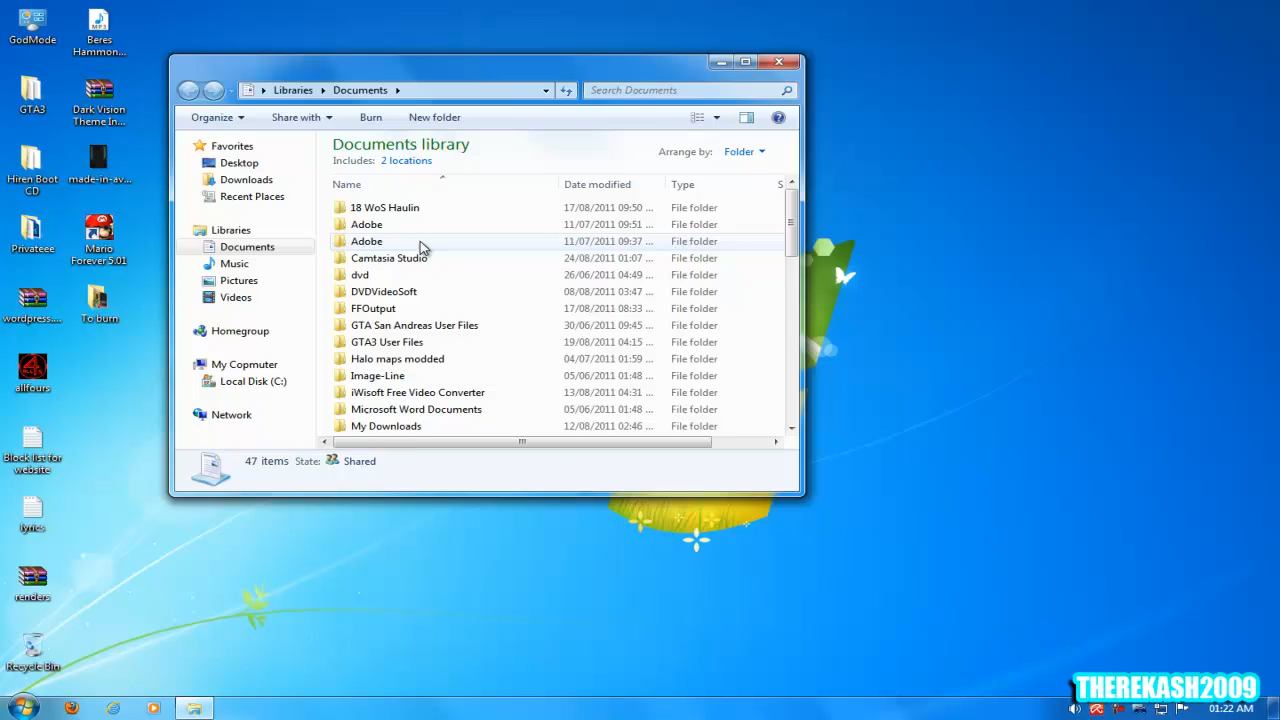 GodMode
Beres
Hammon...
GTA3
Dark Vision
Theme In...
Hiren Boot
CD
made-in-av...
Privateee
Mario
Forever 5.01
wordpress....
To burn
allfours
Block list for
website
lyrics
renders
Recycle Bin
Libraries
Documents
Search Documents
Organize
Share with
Burn
New folder
Favorites
Desktop
Downloads
Recent Places
Libraries
Documents
Music
Pictures
Videos
Homegroup
My Copmuter
Local Disk (C:)
Network
Documents library
Includes: 2 locations
Arrange by: Folder
Name Date modified Type S
18 WoS Haulin 17/08/2011 09:50 ... File folder
Adobe 11/07/2011 09:51 ... File folder
Adobe 11/07/2011 09:37 ... File folder
Camtasia Studio 24/08/2011 01:07 ... File folder
dvd 26/06/2011 04:49 ... File folder
DVDVideoSoft 08/08/2011 03:47 ... File folder
FFOutput 17/08/2011 08:33 ... File folder
GTA San Andreas User Files 30/06/2011 09:45 ... File folder
GTA3 User Files 19/08/2011 04:15 ... File folder
Halo maps modded 04/07/2011 01:59 ... File folder
Image-Line 05/06/2011 01:48 ... File folder
iWisoft Free Video Converter 13/08/2011 04:31 ... File folder
Microsoft Word Documents 05/06/2011 01:48 ... File folder
My Downloads 12/08/2011 02:46 ... File folder
47 items State: Shared
THEREKASH2009
01:22 AM